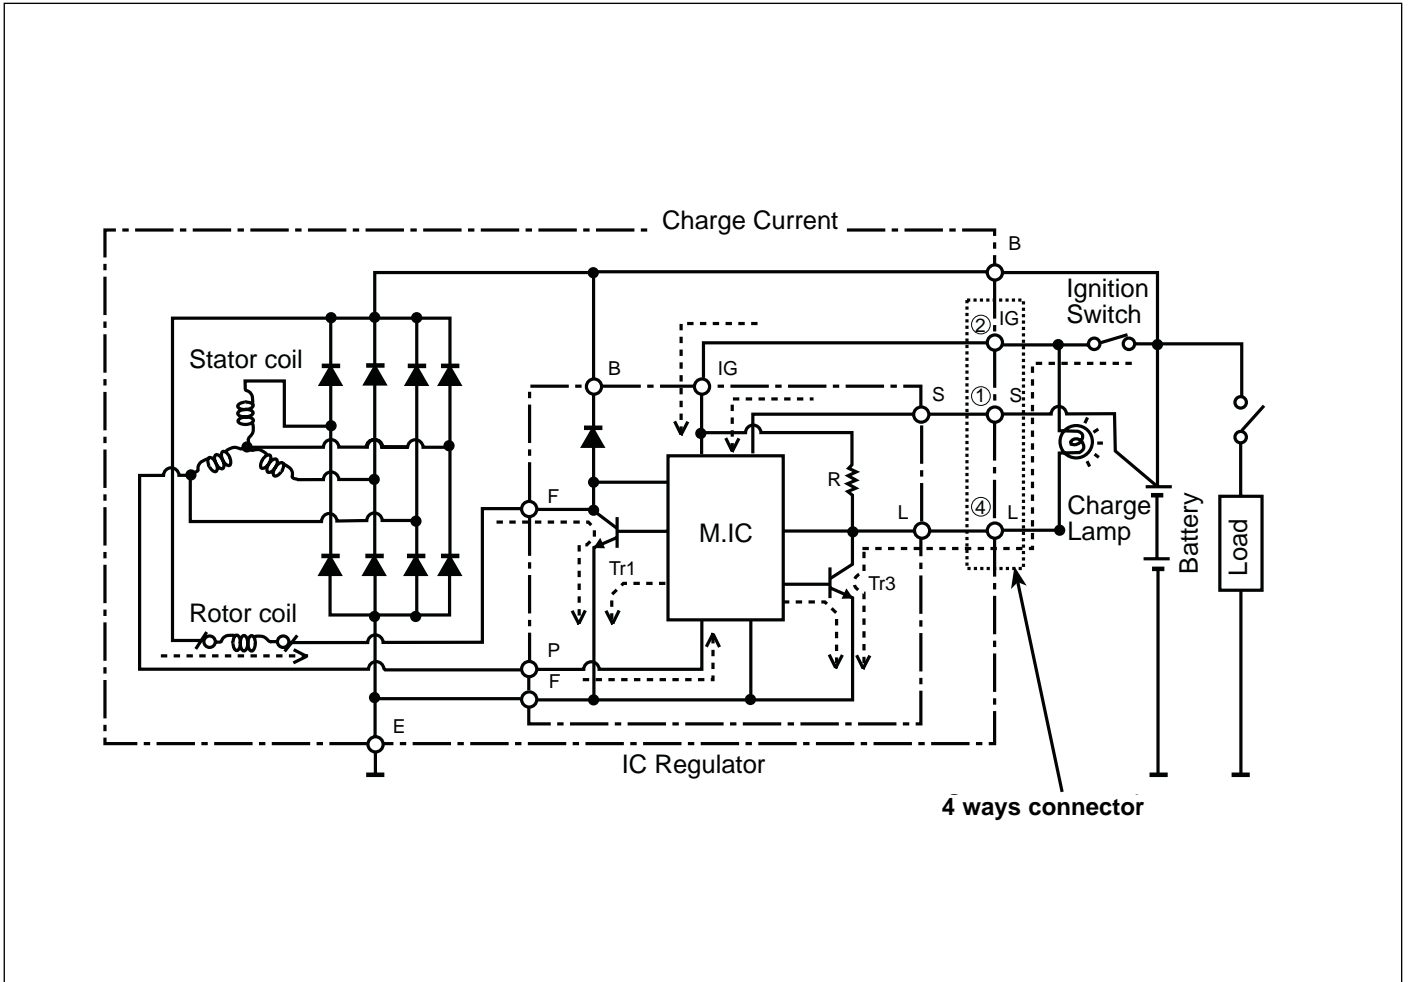 Charge Current
B
Ignition
Switch
② IG
Stator coil
B
IG
S
① S
R
F
④ L
L
Charge
Lamp
M.IC
Battery
Load
Tr1
Tr3
Rotor coil
P
F
E
IC Regulator
4 ways connector